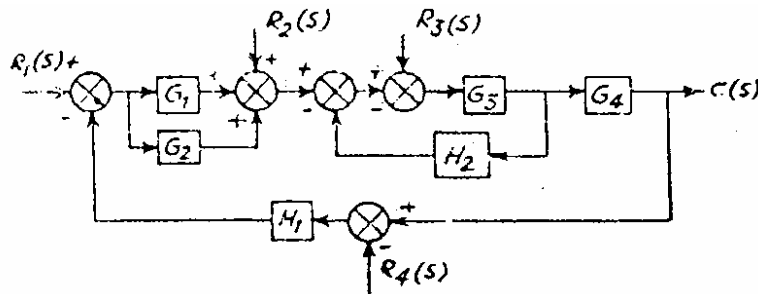 R2(S)
R3(S)
R1(S)
+
-
G1
+
+
+
G2
+
-
+
-
G3
G4
C(S)
H2
H1
+
-
R4(S)